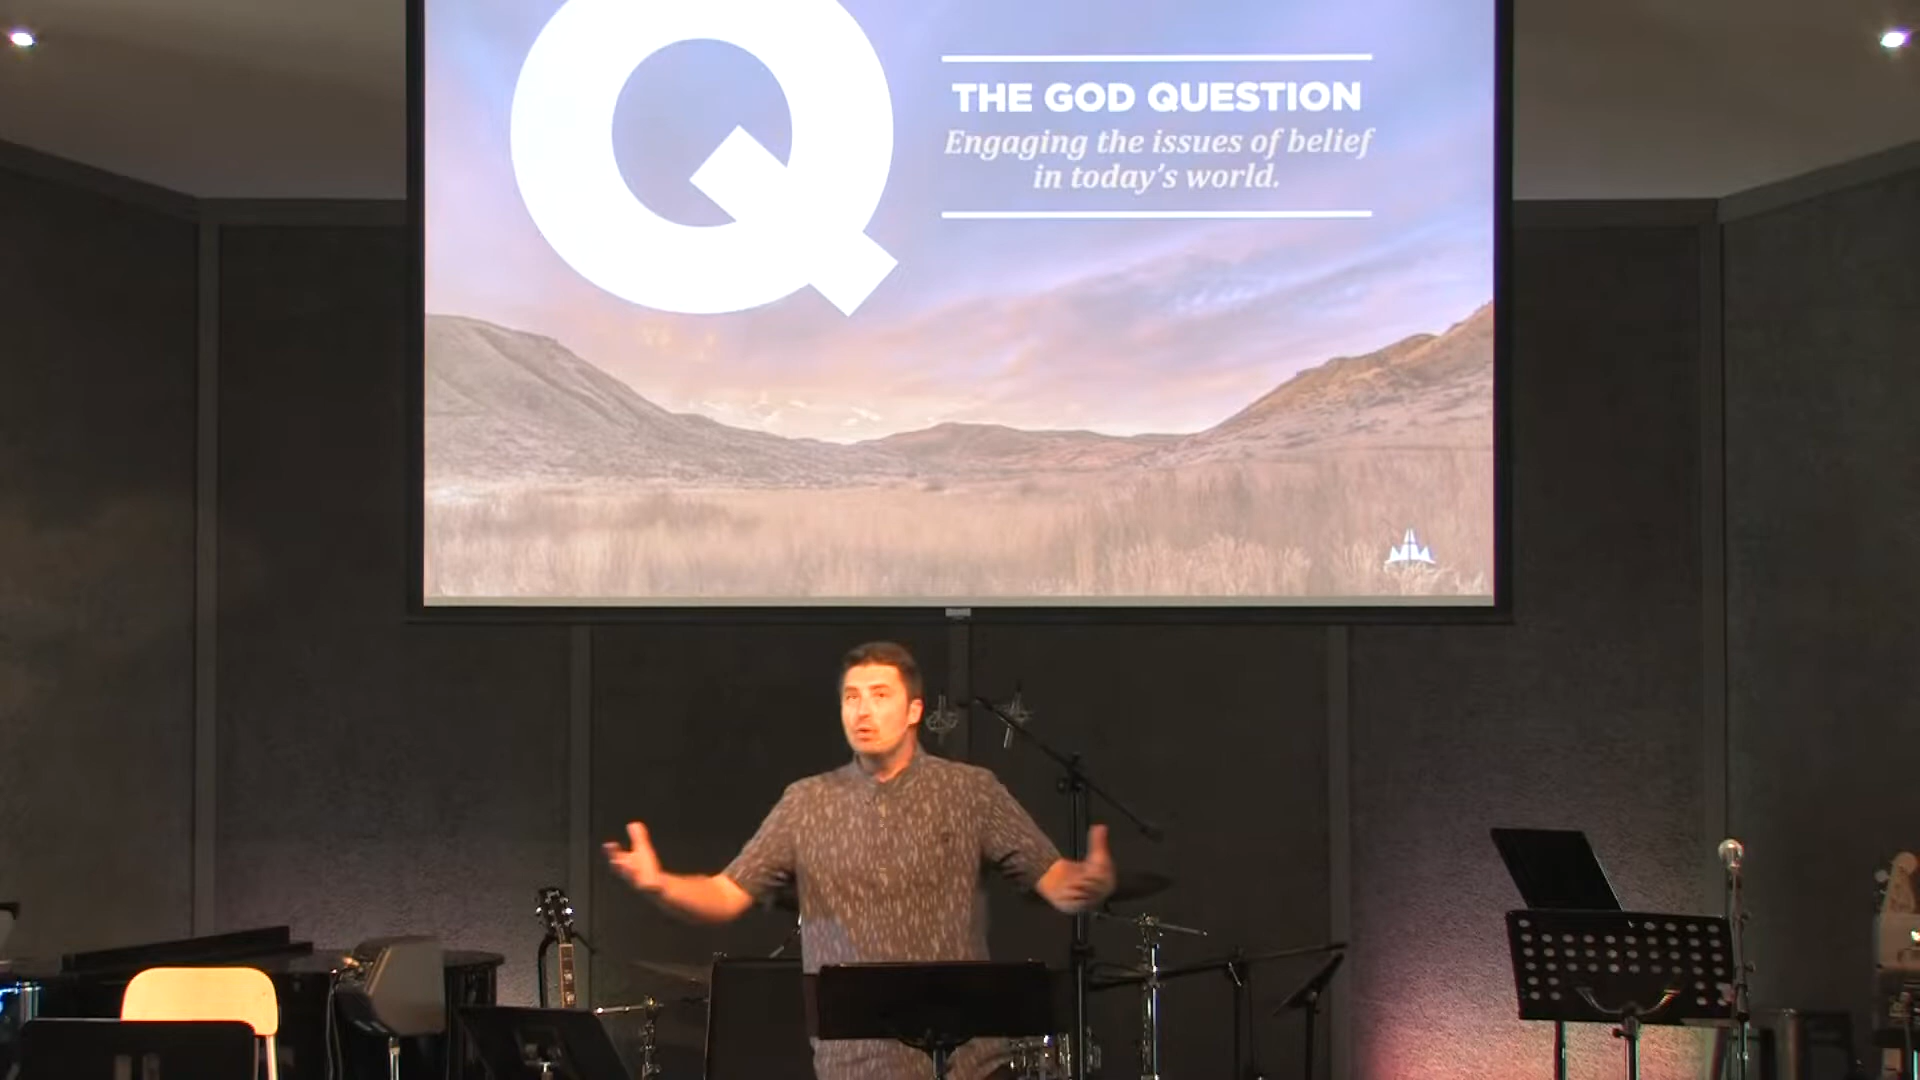 Q
THE GOD QUESTION
Engaging the issues of belief
in today's world.